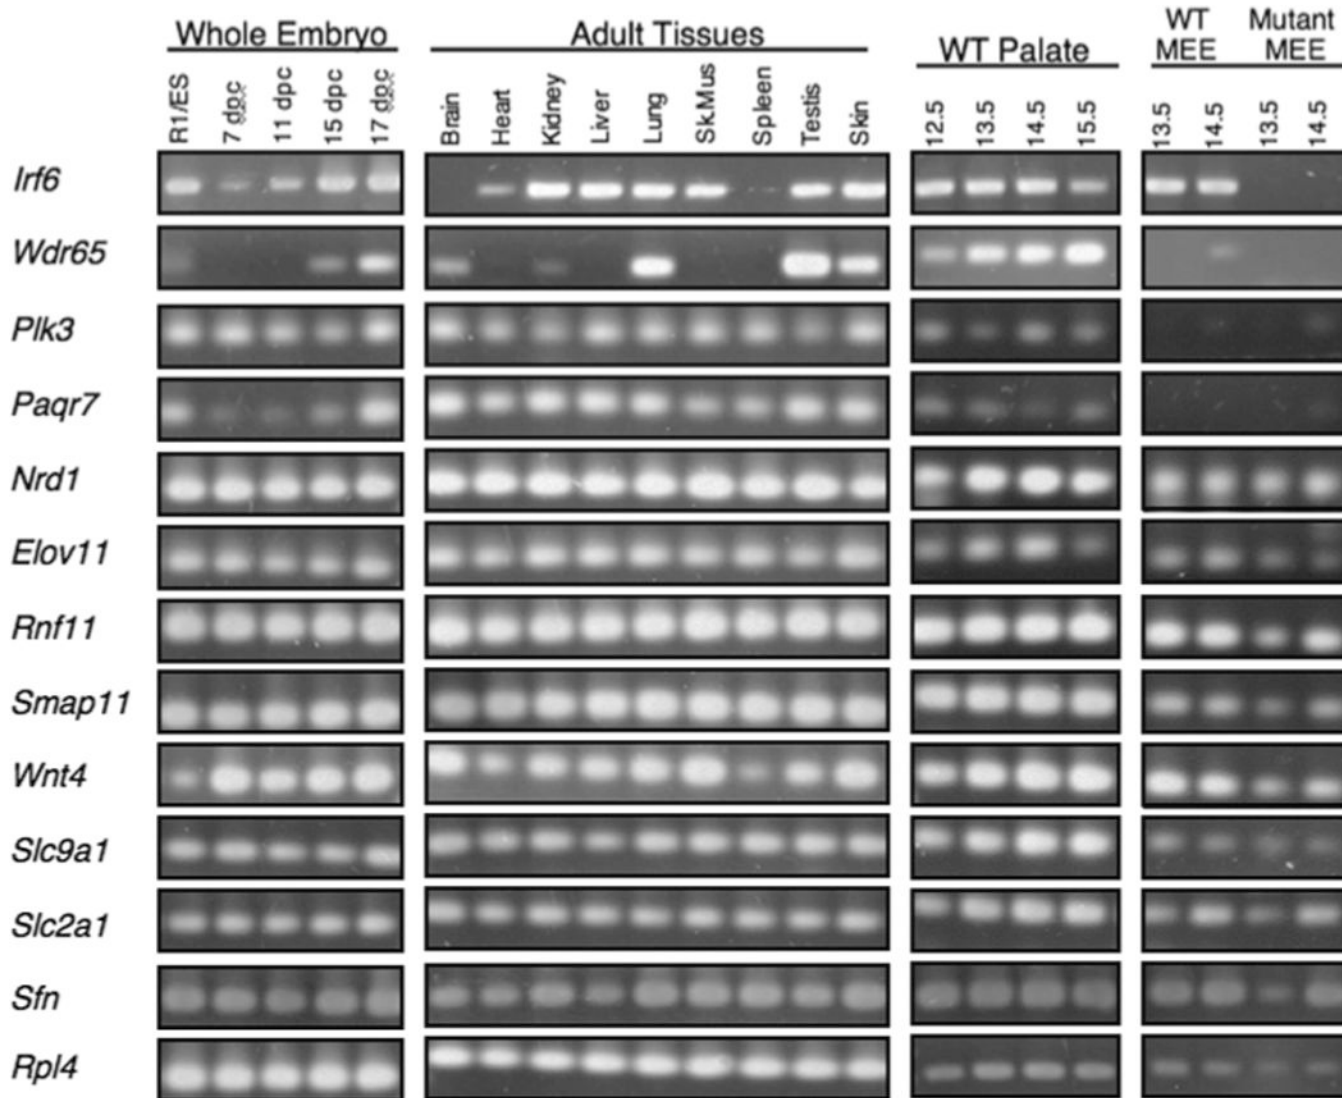 Whole Embryo
Adult Tissues
WT Palate
WT MEE
Mutant MEE
R1/ES
7 dpc
11 dpc
15 dpc
17 dpc
Brain
Heart
Kidney
Liver
Lung
Sk.Mus
Spleen
Testis
Skin
12.5
13.5
14.5
15.5
13.5
14.5
13.5
14.5
Irf6
Wdr65
Plk3
Paqr7
Nrd1
Elov11
Rnf11
Smap11
Wnt4
Slc9a1
Slc2a1
Sfn
Rpl4